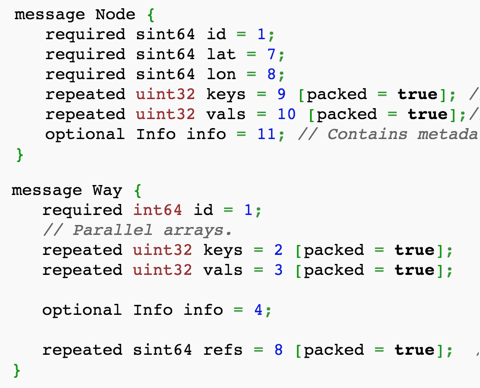 message Node {
required sint64 id = 1;
required sint64 lat = 7;
required sint64 lon = 8;
repeated uint32 keys = 9 [packed = true]; /
repeated uint32 vals = 10 [packed = true];/
optional Info info = 11; // Contains metada
}
message Way {
required int64 id = 1;
// Parallel arrays.
repeated uint32 keys = 2 [packed = true];
repeated uint32 vals = 3 [packed = true];
optional Info info = 4;
repeated sint64 refs = 8 [packed = true]; /
}